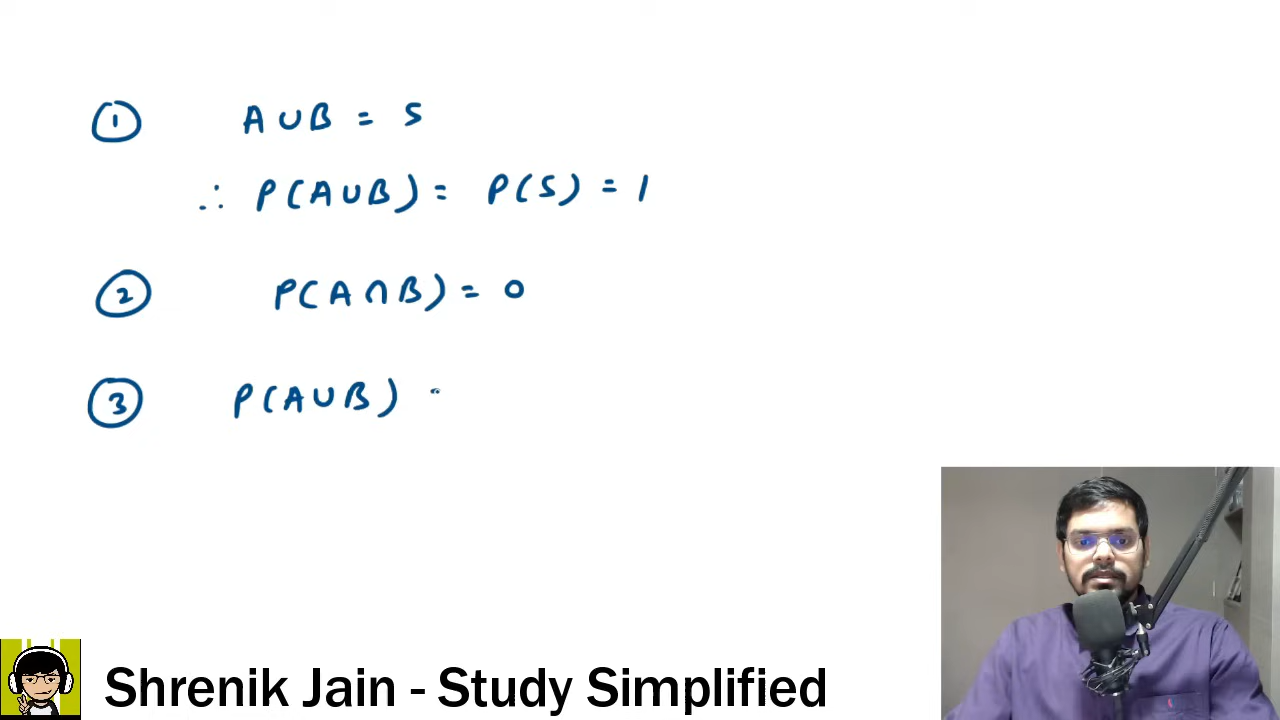 ① A ∪ B = S
∴ P(A ∪ B) = P(S) = 1
② P(A ∩ B) = 0
③ P(A ∪ B)
Shrenik Jain - Study Simplified